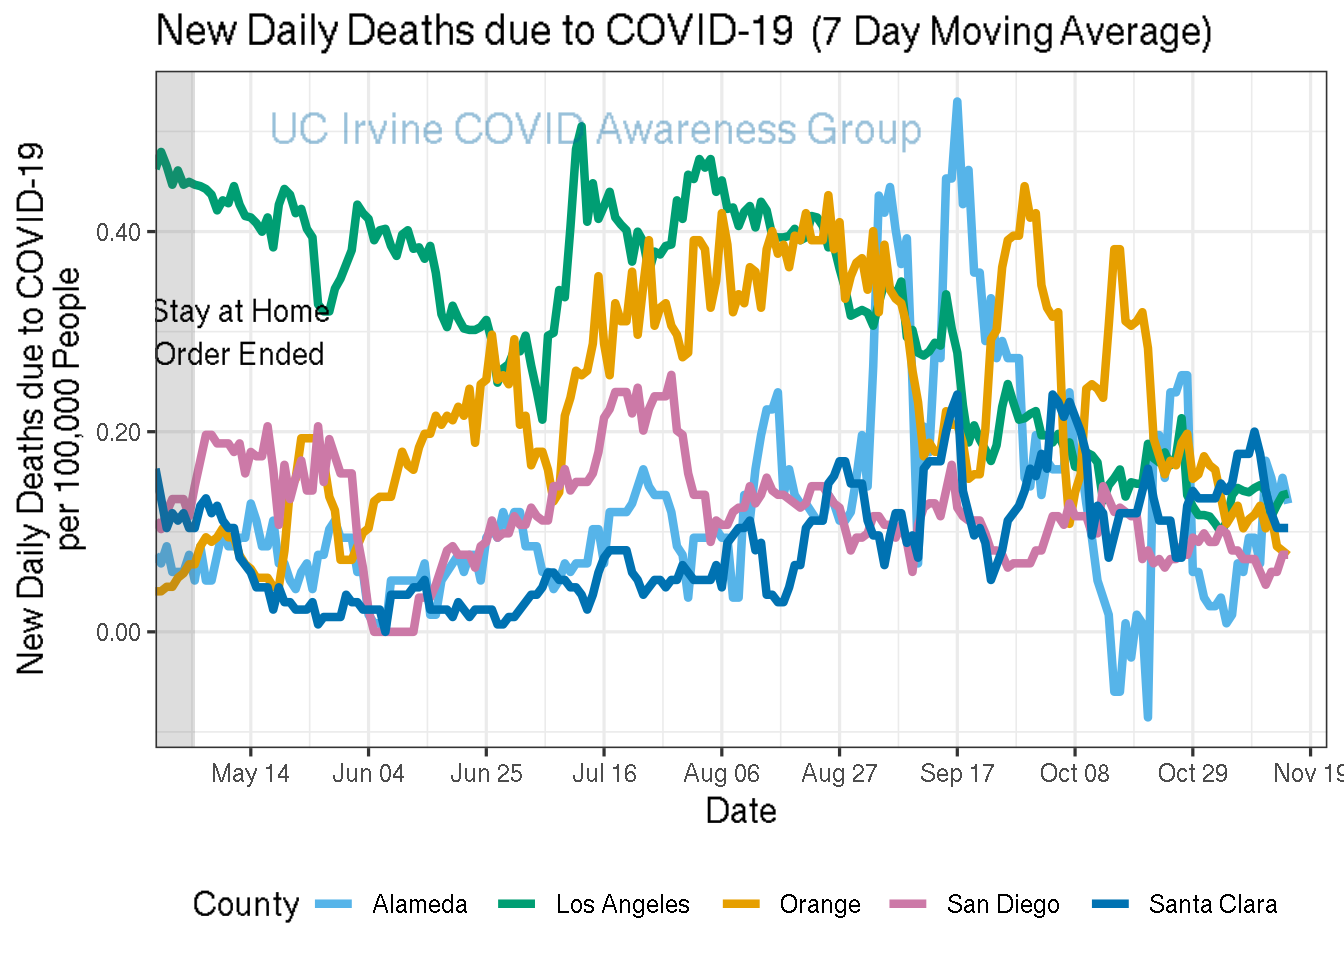 New Daily Deaths due to COVID-19 (7 Day Moving Average)
UC Irvine COVID Awareness Group
New Daily Deaths due to COVID-19
per 100,000 People
0.40
0.20
0.00
Stay at Home
Order Ended
May 14 Jun 04 Jun 25 Jul 16 Aug 06 Aug 27 Sep 17 Oct 08 Oct 29 Nov 19
Date
County Alameda Los Angeles Orange San Diego Santa Clara